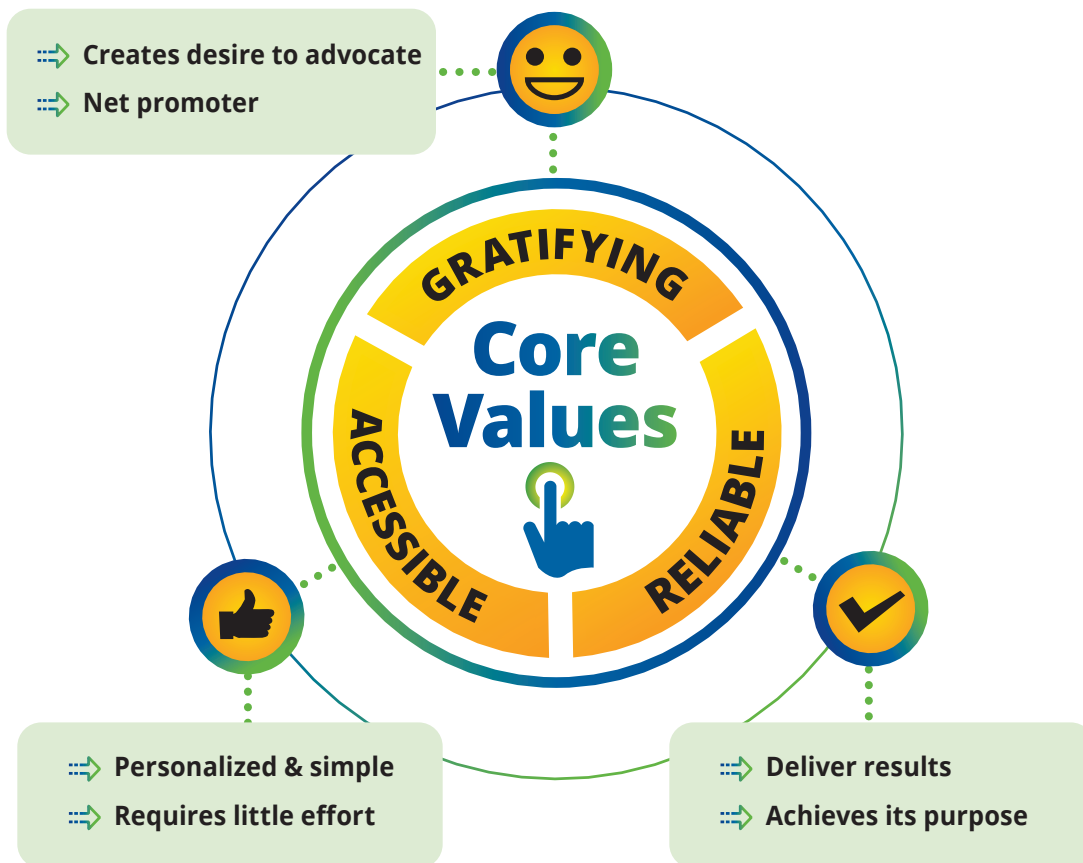 Creates desire to advocate
Net promoter
GRATIFYING
Core
Values
ACCESSIBLE
RELIABLE
Personalized & simple
Requires little effort
Deliver results
Achieves its purpose